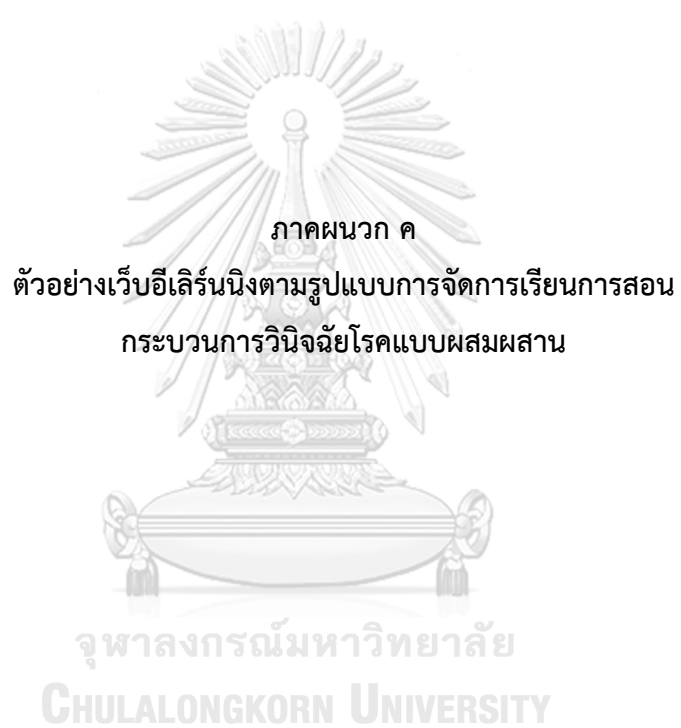 ภาคผนวก ค
ตัวอย่างเว็บอีเลิร์นนิงตามรูปแบบการจัดการเรียนการสอน
กระบวนการวินิจฉัยโรคแบบผสมผสาน
จุฬาลงกรณ์มหาวิทยาลัย
CHULALONGKORN UNIVERSITY